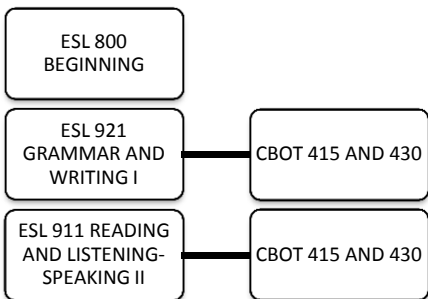 ESL 800
BEGINNING
ESL 921
GRAMMAR AND
WRITING I
CBOT 415 AND 430
ESL 911 READING
AND LISTENING-
SPEAKING II
CBOT 415 AND 430